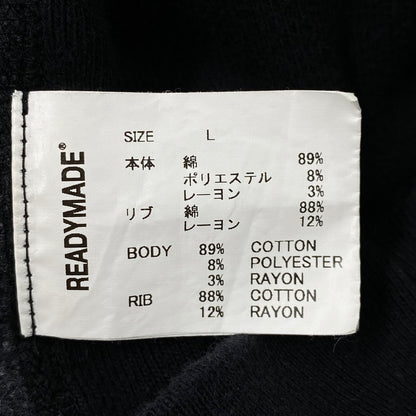 READYMADE®
SIZE L
本体 綿 89%
ポリエステル 8%
レーヨン 3%
リブ 綿 88%
レーヨン 12%
BODY 89% COTTON
8% POLYESTER
3% RAYON
RIB 88% COTTON
12% RAYON